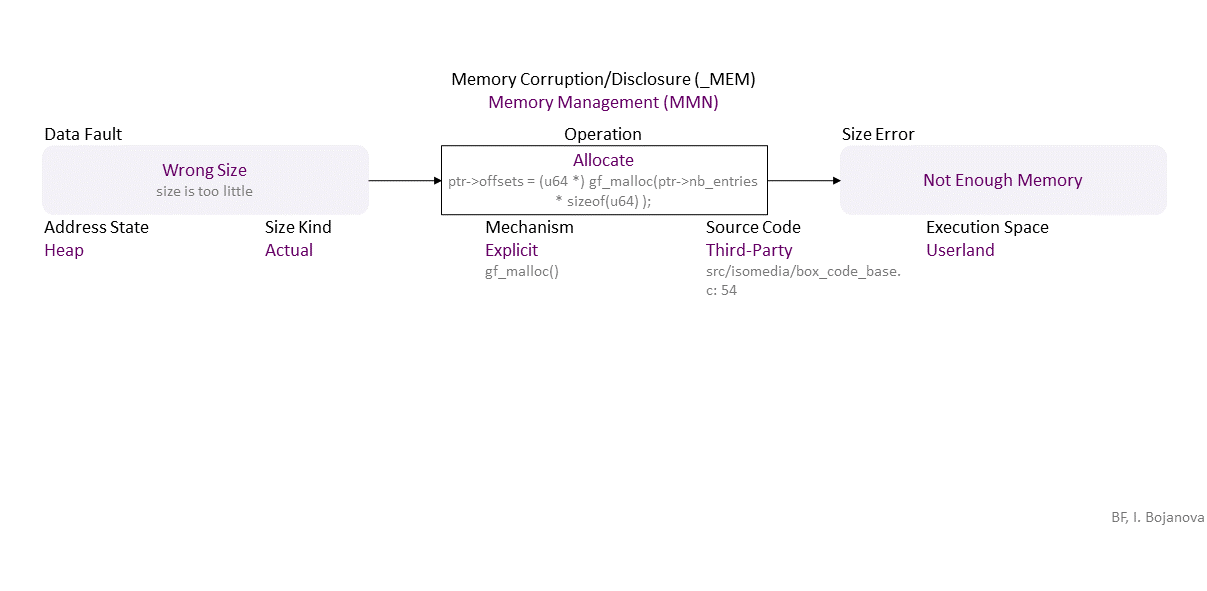 Memory Corruption/Disclosure (_MEM)
Memory Management (MMN)
Data Fault
Operation
Size Error
Wrong Size
size is too little
Allocate
ptr->offsets = (u64 *) gf_malloc(ptr->nb_entries
* sizeof(u64) );
Not Enough Memory
Address State
Heap
Size Kind
Actual
Mechanism
Explicit
gf_malloc()
Source Code
Third-Party
src/isomedia/box_code_base.
c: 54
Execution Space
Userland
BF, I. Bojanova